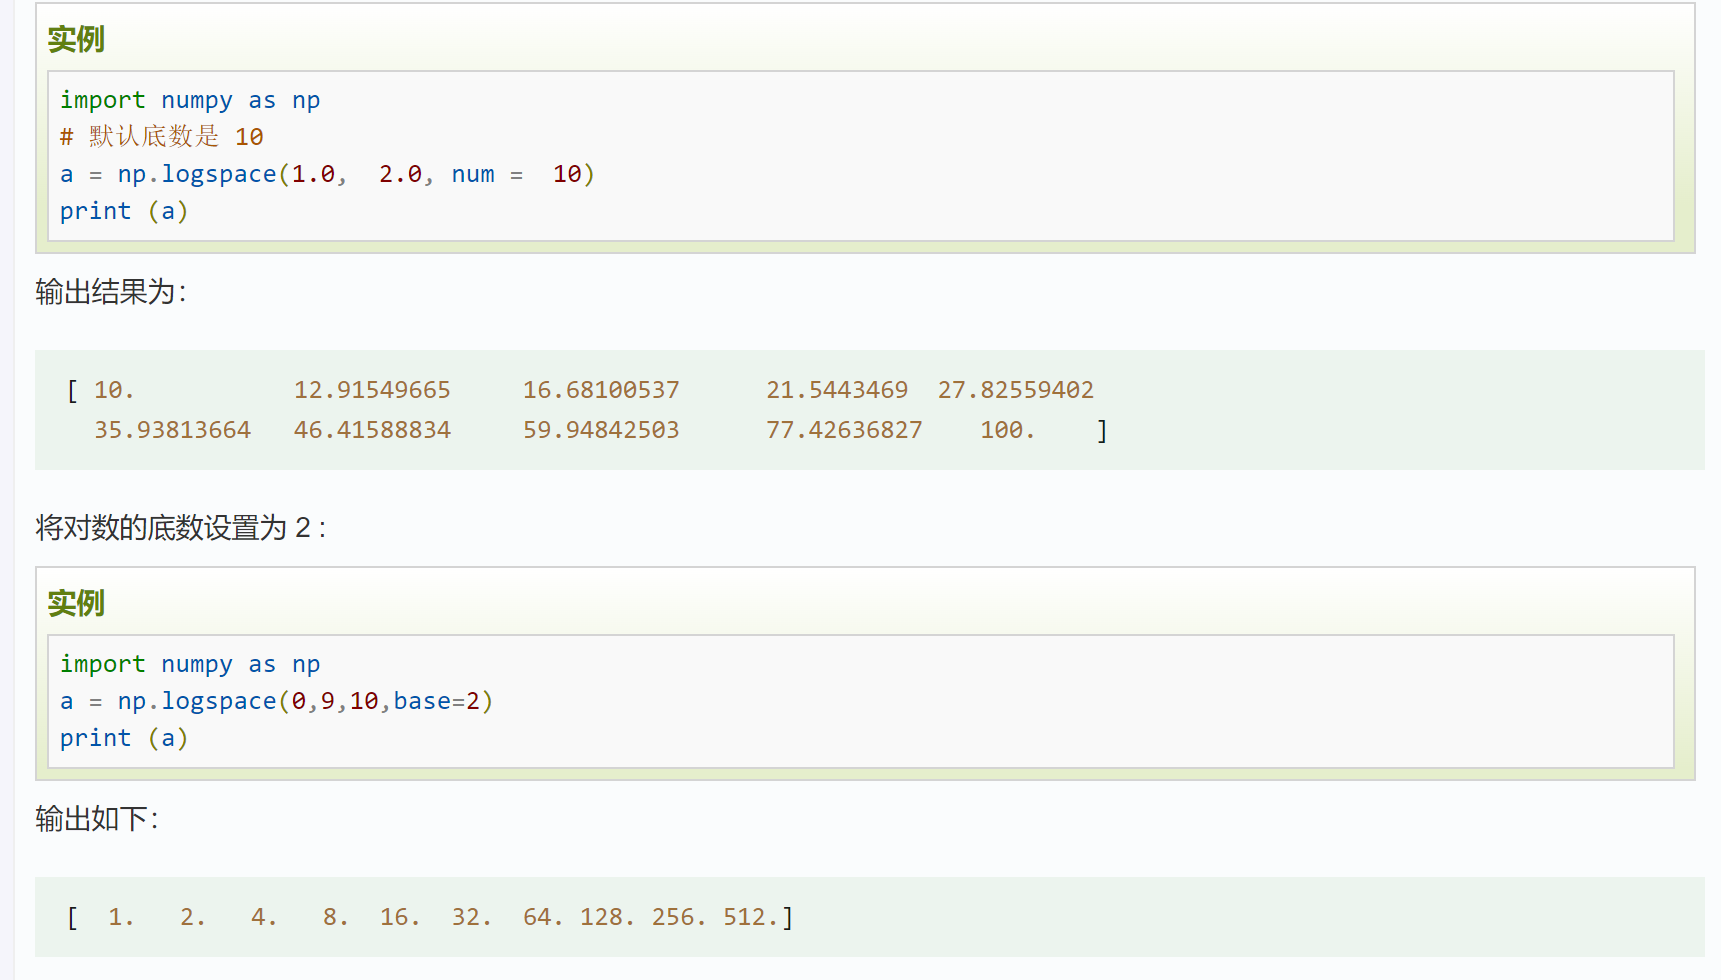 实例
import numpy as np
# 默认底数是 10
a = np.logspace(1.0,  2.0, num =  10)
print (a)
输出结果为：
[ 10.           12.91549665     16.68100537      21.5443469  27.82559402
  35.93813664   46.41588834     59.94842503      77.42636827    100.    ]
将对数的底数设置为 2 :
实例
import numpy as np
a = np.logspace(0,9,10,base=2)
print (a)
输出如下：
[  1.   2.   4.   8.  16.  32.  64. 128. 256. 512.]